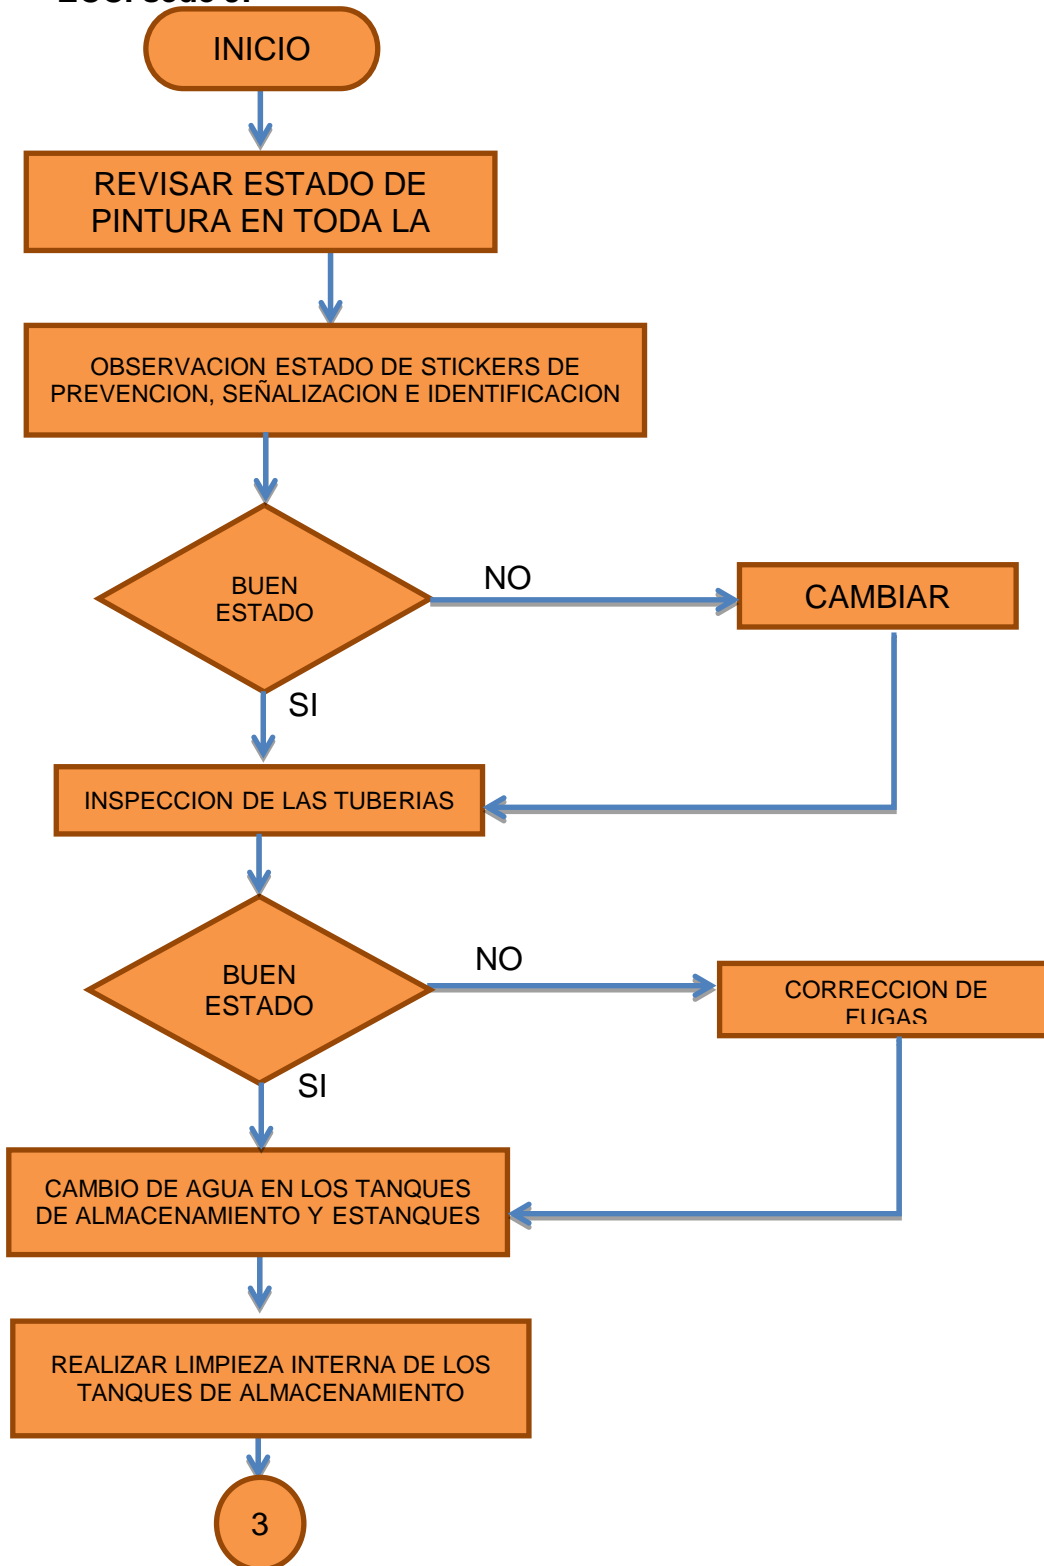 INICIO
REVISAR ESTADO DE
PINTURA EN TODA LA
OBSERVACION ESTADO DE STICKERS DE
PREVENCION, SEÑALIZACION E IDENTIFICACION
BUEN
ESTADO
NO
CAMBIAR
SI
INSPECCION DE LAS TUBERIAS
BUEN
ESTADO
NO
CORRECCION DE
FUGAS
SI
CAMBIO DE AGUA EN LOS TANQUES
DE ALMACENAMIENTO Y ESTANQUES
REALIZAR LIMPIEZA INTERNA DE LOS
TANQUES DE ALMACENAMIENTO
3